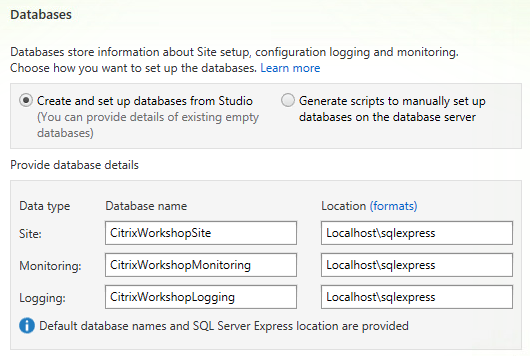 Databases
Databases store information about Site setup, configuration logging and monitoring.
Choose how you want to set up the databases. Learn more
Create and set up databases from Studio
(You can provide details of existing empty
databases)
Generate scripts to manually set up
databases on the database server
Provide database details
Data type Database name Location (formats)
Site: CitrixWorkshopSite Localhost\sqlexpress
Monitoring: CitrixWorkshopMonitoring Localhost\sqlexpress
Logging: CitrixWorkshopLogging Localhost\sqlexpress
Default database names and SQL Server Express location are provided